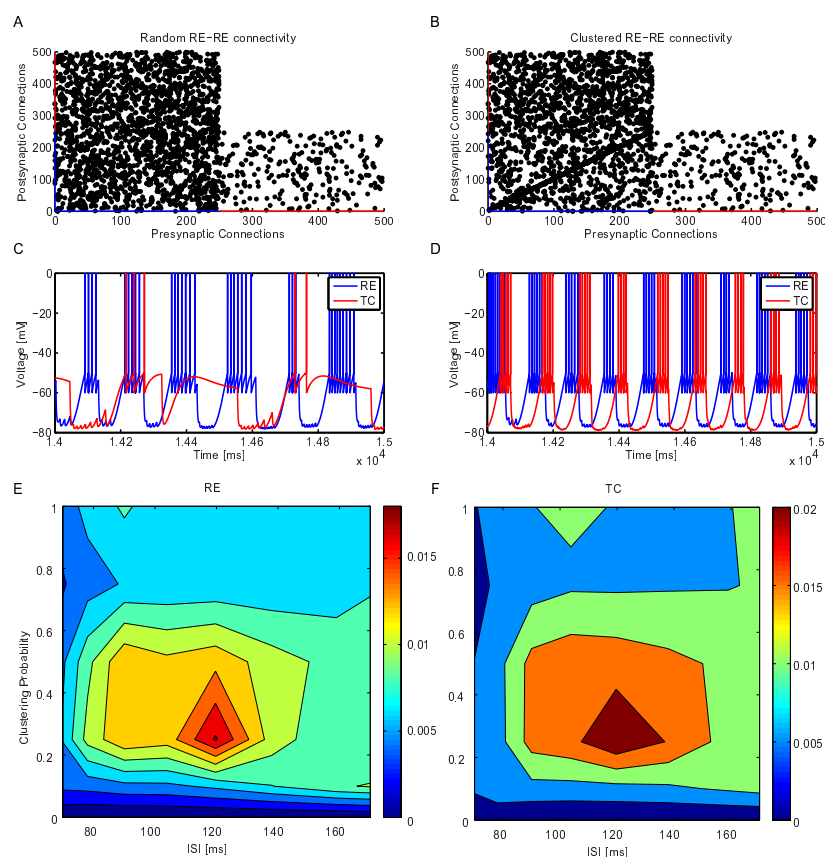 A
Random RE−RE connectivity
Postsynaptic Connections
500
400
300
200
100
0
0
100
200
300
400
500
Presynaptic Connections
B
Clustered RE−RE connectivity
Postsynaptic Connections
500
400
300
200
100
0
0
100
200
300
400
500
Presynaptic Connections
C
Voltage [mV]
0
−20
−40
−60
−80
RE
TC
1.4
1.42
1.44
1.46
1.48
1.5
Time [ms]
x 10^4
D
Voltage [mV]
0
−20
−40
−60
−80
RE
TC
1.4
1.42
1.44
1.46
1.48
1.5
Time [ms]
x 10^4
E
RE
Clustering Probability
1
0.8
0.6
0.4
0.2
0
80
100
120
140
160
ISI [ms]
0.015
0.010
0.005
0
F
TC
1
0.8
0.6
0.4
0.2
0
80
100
120
140
160
ISI [ms]
0.02
0.015
0.010
0.005
0